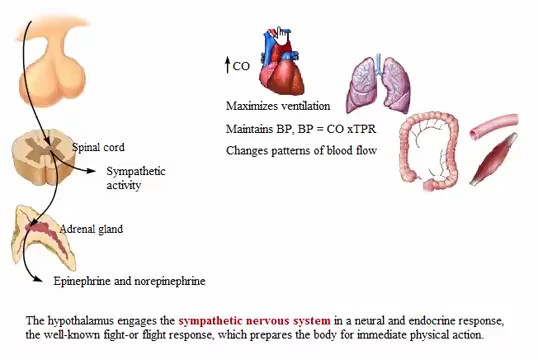 CO
Maximizes ventilation
Maintains BP, BP = CO xTPR
Changes patterns of blood flow
Spinal cord
Sympathetic
activity
Adrenal gland
Epinephrine and norepinephrine
The hypothalamus engages the sympathetic nervous system in a neural and endocrine response,
the well-known fight-or flight response, which prepares the body for immediate physical action.